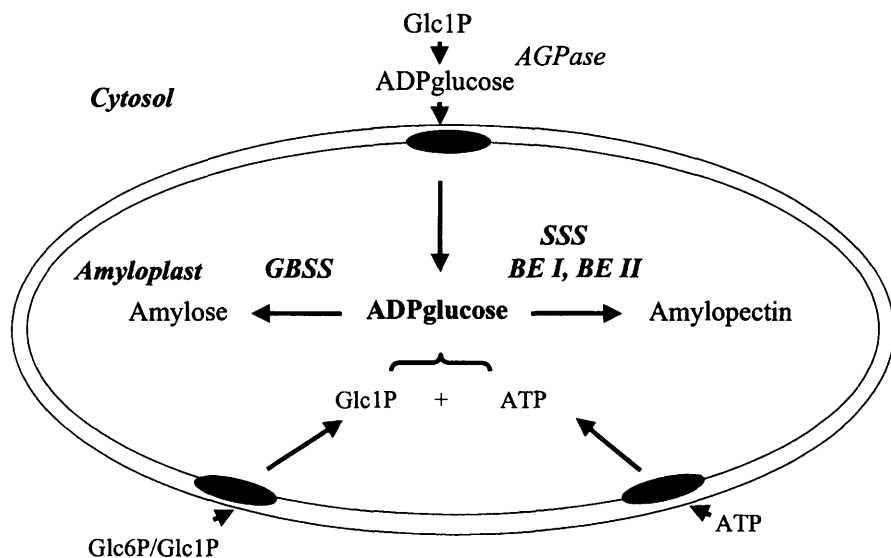 Glc1P
AGPase
ADPglucose
Cytosol
SSS
Amyloplast GBSS BE I, BE II
Amylose ADPglucose Amylopectin
Glc1P + ATP
ATP
Glc6P/Glc1P